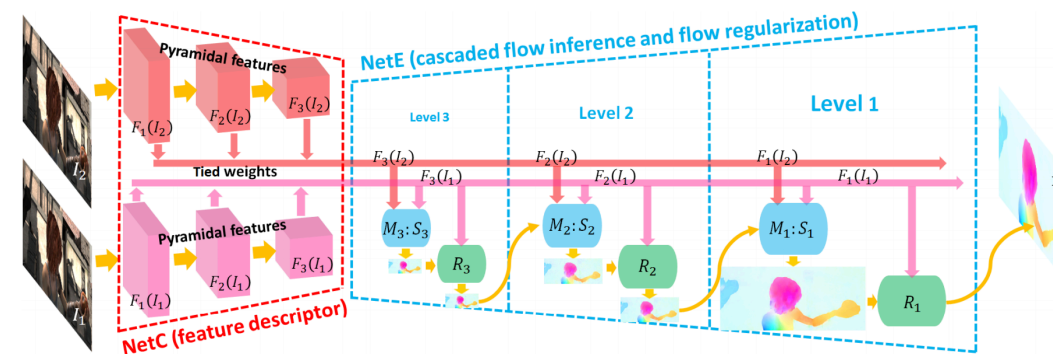 NetE (cascaded flow inference and flow regularization)
Pyramidal features
F₁(I₂)
F₂(I₂)
F₃(I₂)
I₂
Level 3
Level 2
Level 1
Tied weights
F₃(I₂)
F₃(I₁)
F₂(I₂)
F₂(I₁)
F₁(I₂)
F₁(I₁)
Pyramidal features
F₁(I₁)
F₂(I₁)
F₃(I₁)
I₁
M₃: S₃
R₃
M₂: S₂
R₂
M₁: S₁
R₁
NetC (feature descriptor)